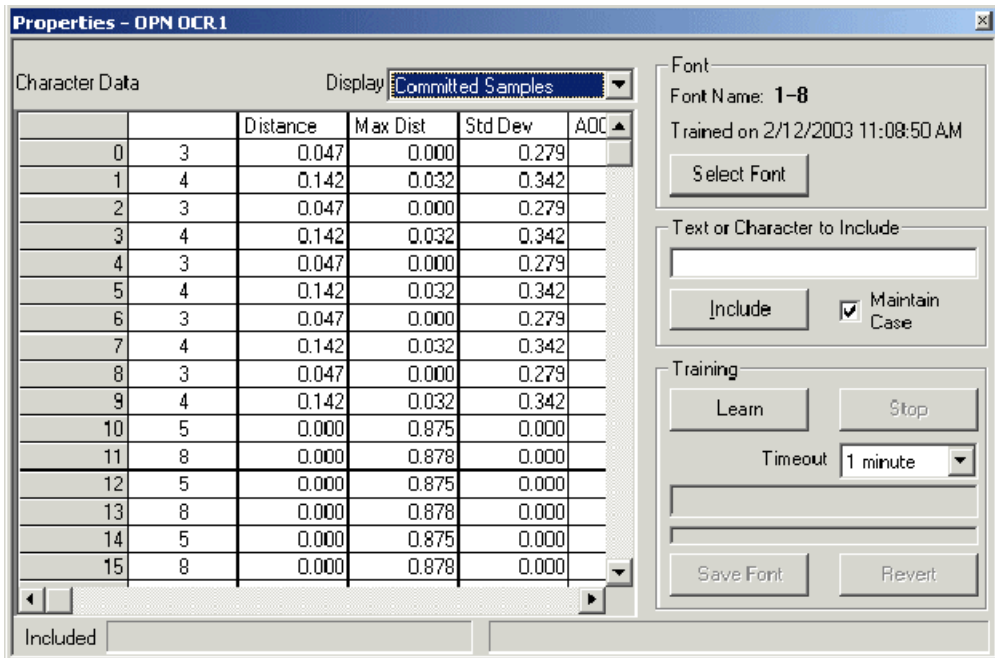 Properties - OPN OCR1
Character Data
Display Committed Samples
Distance Max Dist Std Dev
0 3 0.047 0.000 0.279
1 4 0.142 0.032 0.342
2 3 0.047 0.000 0.279
3 4 0.142 0.032 0.342
4 3 0.047 0.000 0.279
5 4 0.142 0.032 0.342
6 3 0.047 0.000 0.279
7 4 0.142 0.032 0.342
8 3 0.047 0.000 0.279
9 4 0.142 0.032 0.342
10 5 0.000 0.875 0.000
11 8 0.000 0.878 0.000
12 5 0.000 0.875 0.000
13 8 0.000 0.878 0.000
14 5 0.000 0.875 0.000
15 8 0.000 0.878 0.000
Font
Font Name: 1-8
Trained on 2/12/2003 11:08:50 AM
Select Font
Text or Character to Include
Include
Maintain
Case
Training
Learn Stop
Timeout 1 minute
Save Font Revert
Included